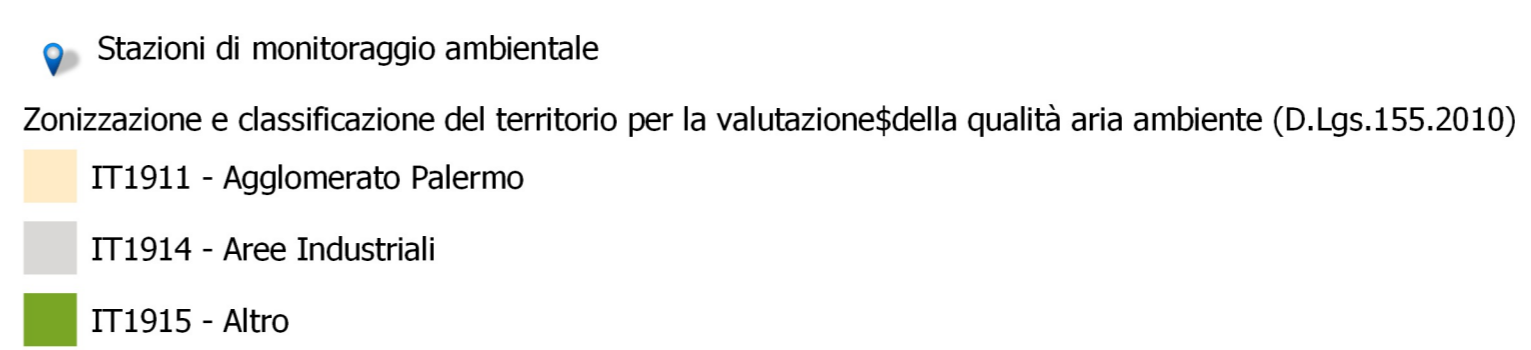 Stazioni di monitoraggio ambientale
Zonizzazione e classificazione del territorio per la valutazione$della qualità aria ambiente (D.Lgs.155.2010)
IT1911 - Agglomerato Palermo
IT1914 - Aree Industriali
IT1915 - Altro